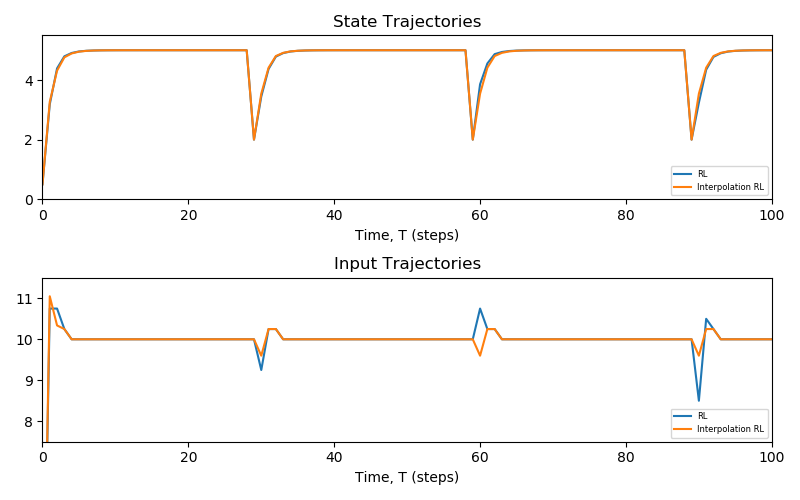 State Trajectories
4
2
0
0 20 40 60 80 100
RL
Interpolation RL
Time, T (steps)
Input Trajectories
11
10
9
8
0 20 40 60 80 100
RL
Interpolation RL
Time, T (steps)